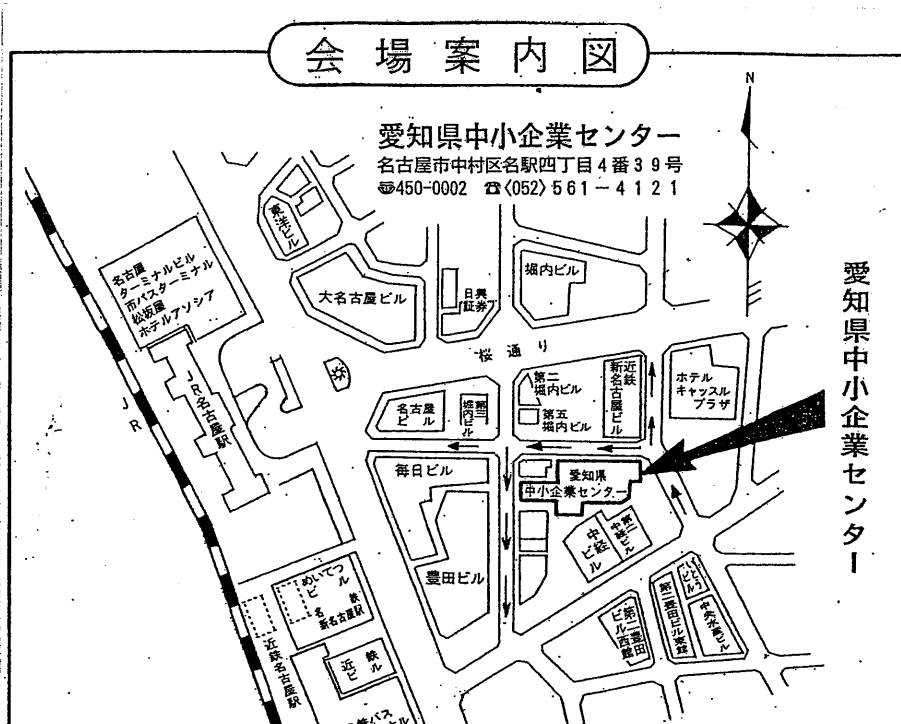 会場案内図
N
愛知県中小企業センター
名古屋市中村区名駅四丁目4番39号
〠450-0002 ☎〈052〉561-4121
東洋ビル
名古屋
ターミナルビル
市バスターミナル
松坂屋
ホテルアソシア
大名古屋ビル
日興
証券
堀内ビル
愛知県中小企業センター
桜通り
JR
JR名古屋駅
名古屋
ビル
第三
堀内ビル
第二
堀内ビル
第五
堀内ビル
近鉄
新名古屋ビル
ホテル
キャッスル
プラザ
毎日ビル
愛知県
中小企業センター
中経
ビル
第二
中経ビル
豊田ビル
めいてつ
ビル
名鉄
新名古屋駅
近鉄名古屋駅
近鉄
ビル
第二豊田
ビル西館
第二豊田ビル東館
いとうビル
中央水産ビル
鉄バス